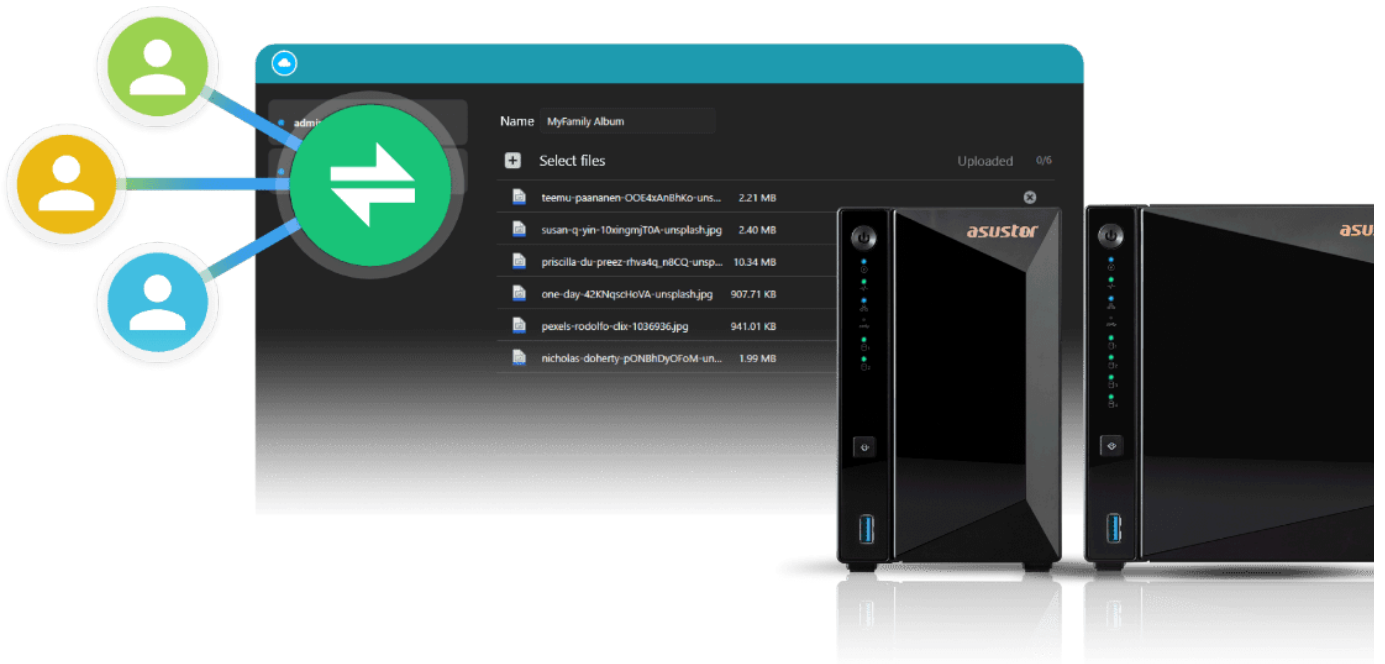 admi
Name MyFamily Album
Select files Uploaded 0/6
teemu-paananen-OOE4xAnBhKo-uns... 2.21 MB
susan-q-yin-10xingmjT0A-unsplash.jpg 2.40 MB
priscilla-du-preez-rhva4q_n8CQ-unsp... 10.34 MB
one-day-42KNqscHoVA-unsplash.jpg 907.71 KB
pexels-rodolfo-clix-1036936.jpg 941.01 KB
nicholas-doherty-pONBhDyOFoM-un... 1.99 MB
asustor
asu